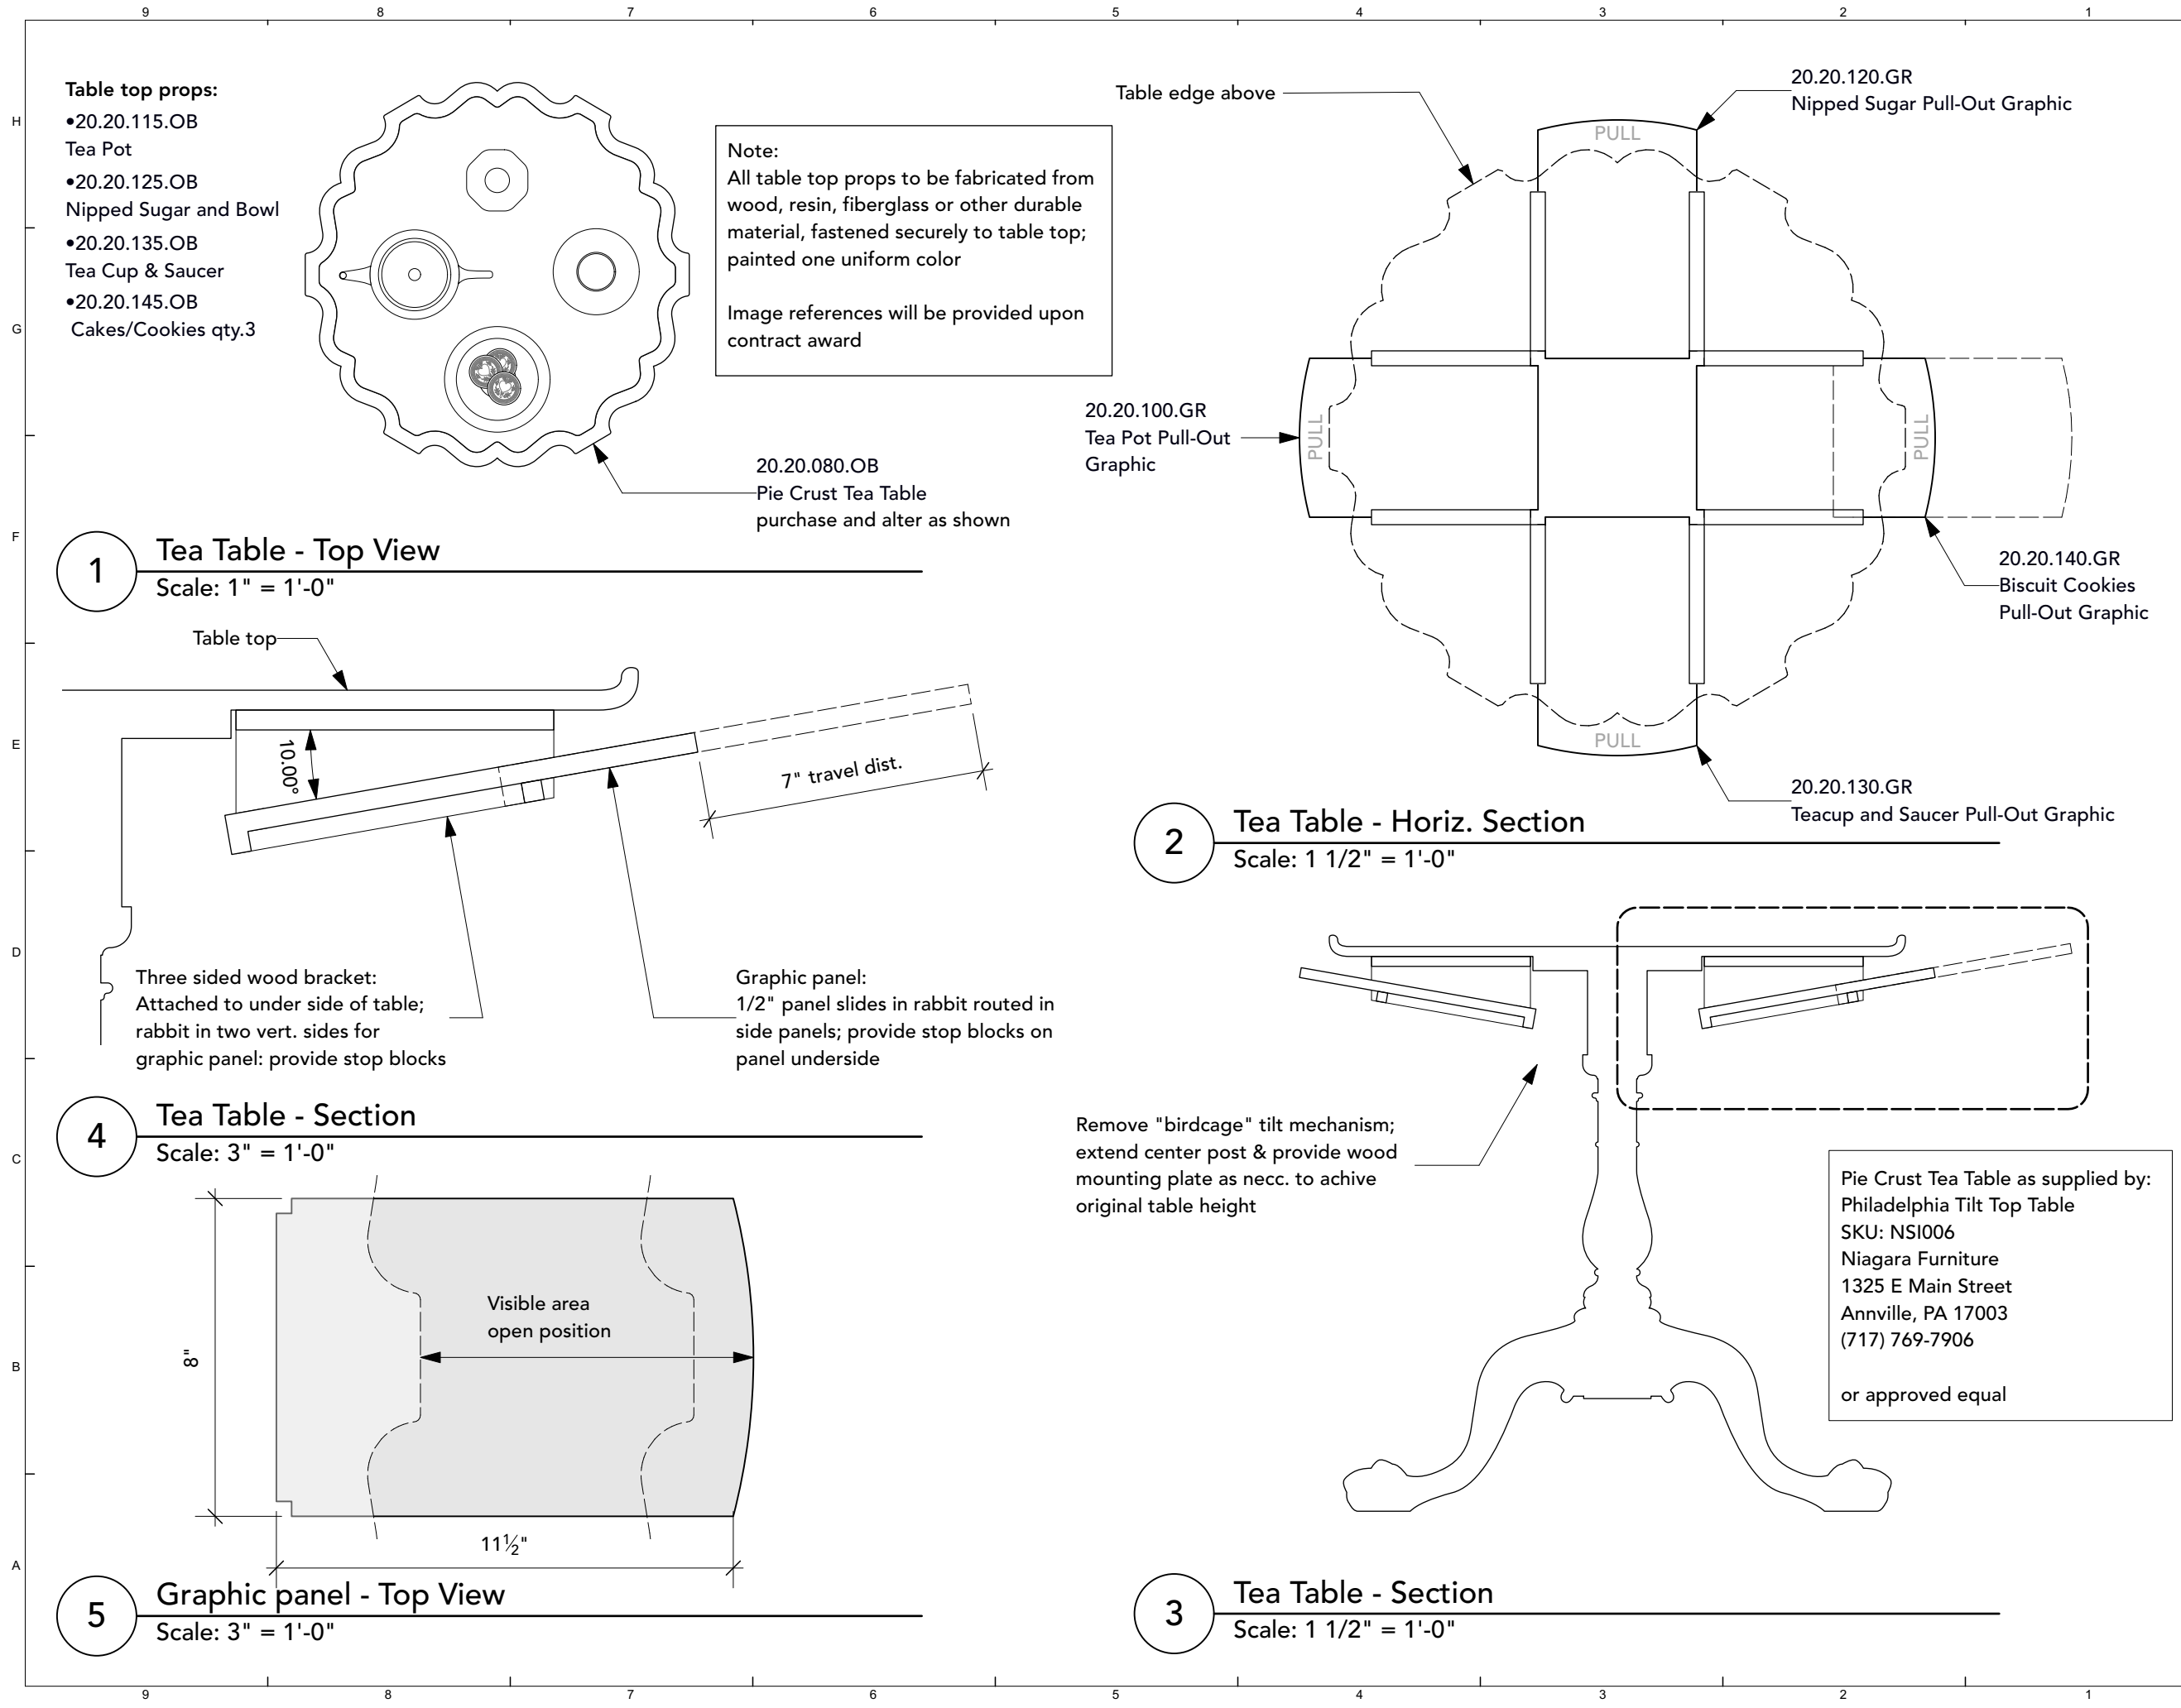 9 8 7 6 5 4 3 2 1
H
G
F
E
D
C
B
A
Table top props:
•20.20.115.OB
Tea Pot
•20.20.125.OB
Nipped Sugar and Bowl
•20.20.135.OB
Tea Cup & Saucer
•20.20.145.OB
Cakes/Cookies qty.3
Note:
All table top props to be fabricated from
wood, resin, fiberglass or other durable
material, fastened securely to table top;
painted one uniform color
Image references will be provided upon
contract award
20.20.080.OB
Pie Crust Tea Table
purchase and alter as shown
1
Tea Table - Top View
Scale: 1" = 1'-0"
Table edge above
20.20.120.GR
Nipped Sugar Pull-Out Graphic
PULL
20.20.100.GR
Tea Pot Pull-Out
Graphic
PULL
PULL
20.20.140.GR
Biscuit Cookies
Pull-Out Graphic
PULL
20.20.130.GR
Teacup and Saucer Pull-Out Graphic
2
Tea Table - Horiz. Section
Scale: 1 1/2" = 1'-0"
Table top
10.00°
7" travel dist.
Three sided wood bracket:
Attached to under side of table;
rabbit in two vert. sides for
graphic panel: provide stop blocks
Graphic panel:
1/2" panel slides in rabbit routed in
side panels; provide stop blocks on
panel underside
4
Tea Table - Section
Scale: 3" = 1'-0"
Remove "birdcage" tilt mechanism;
extend center post & provide wood
mounting plate as necc. to achive
original table height
Pie Crust Tea Table as supplied by:
Philadelphia Tilt Top Table
SKU: NSI006
Niagara Furniture
1325 E Main Street
Annville, PA 17003
(717) 769-7906
or approved equal
3
Tea Table - Section
Scale: 1 1/2" = 1'-0"
Visible area
open position
8"
11½"
5
Graphic panel - Top View
Scale: 3" = 1'-0"
9 8 7 6 5 4 3 2 1